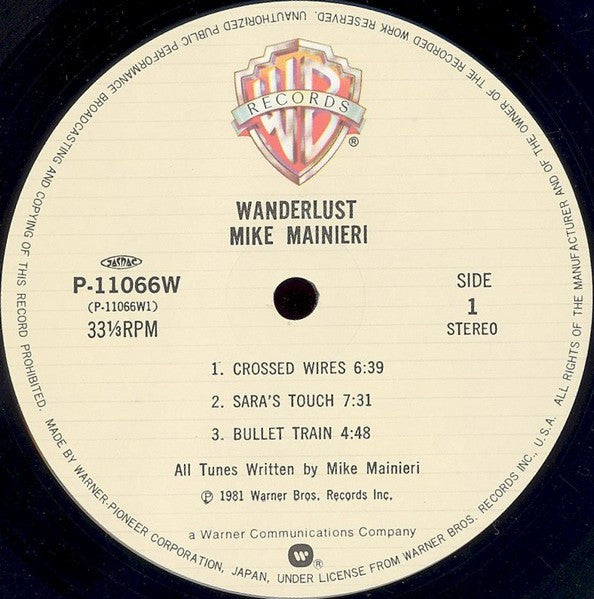 WB
RECORDS
®
WANDERLUST
MIKE MAINIERI
JASRAC
P-11066W
(P-11066W1)
33⅓RPM
SIDE
1
STEREO
1. CROSSED WIRES 6:39
2. SARA'S TOUCH 7:31
3. BULLET TRAIN 4:48
All Tunes Written by Mike Mainieri
℗ 1981 Warner Bros. Records Inc.
a Warner Communications Company
®
MADE BY WARNER-PIONEER CORPORATION, JAPAN, UNDER LICENSE FROM WARNER BROS. RECORDS INC., U.S.A. ALL RIGHTS OF THE MANUFACTURER AND OF THE OWNER OF THE RECORDED WORK RESERVED. UNAUTHORIZED PUBLIC PERFORMANCE BROADCASTING AND COPYING OF THIS RECORD PROHIBITED.